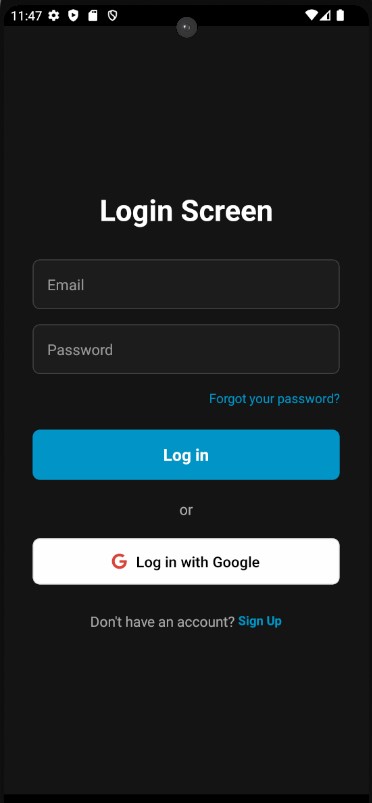 11:47
Login Screen
Email
Password
Forgot your password?
Log in
or
Log in with Google
Don't have an account? Sign Up